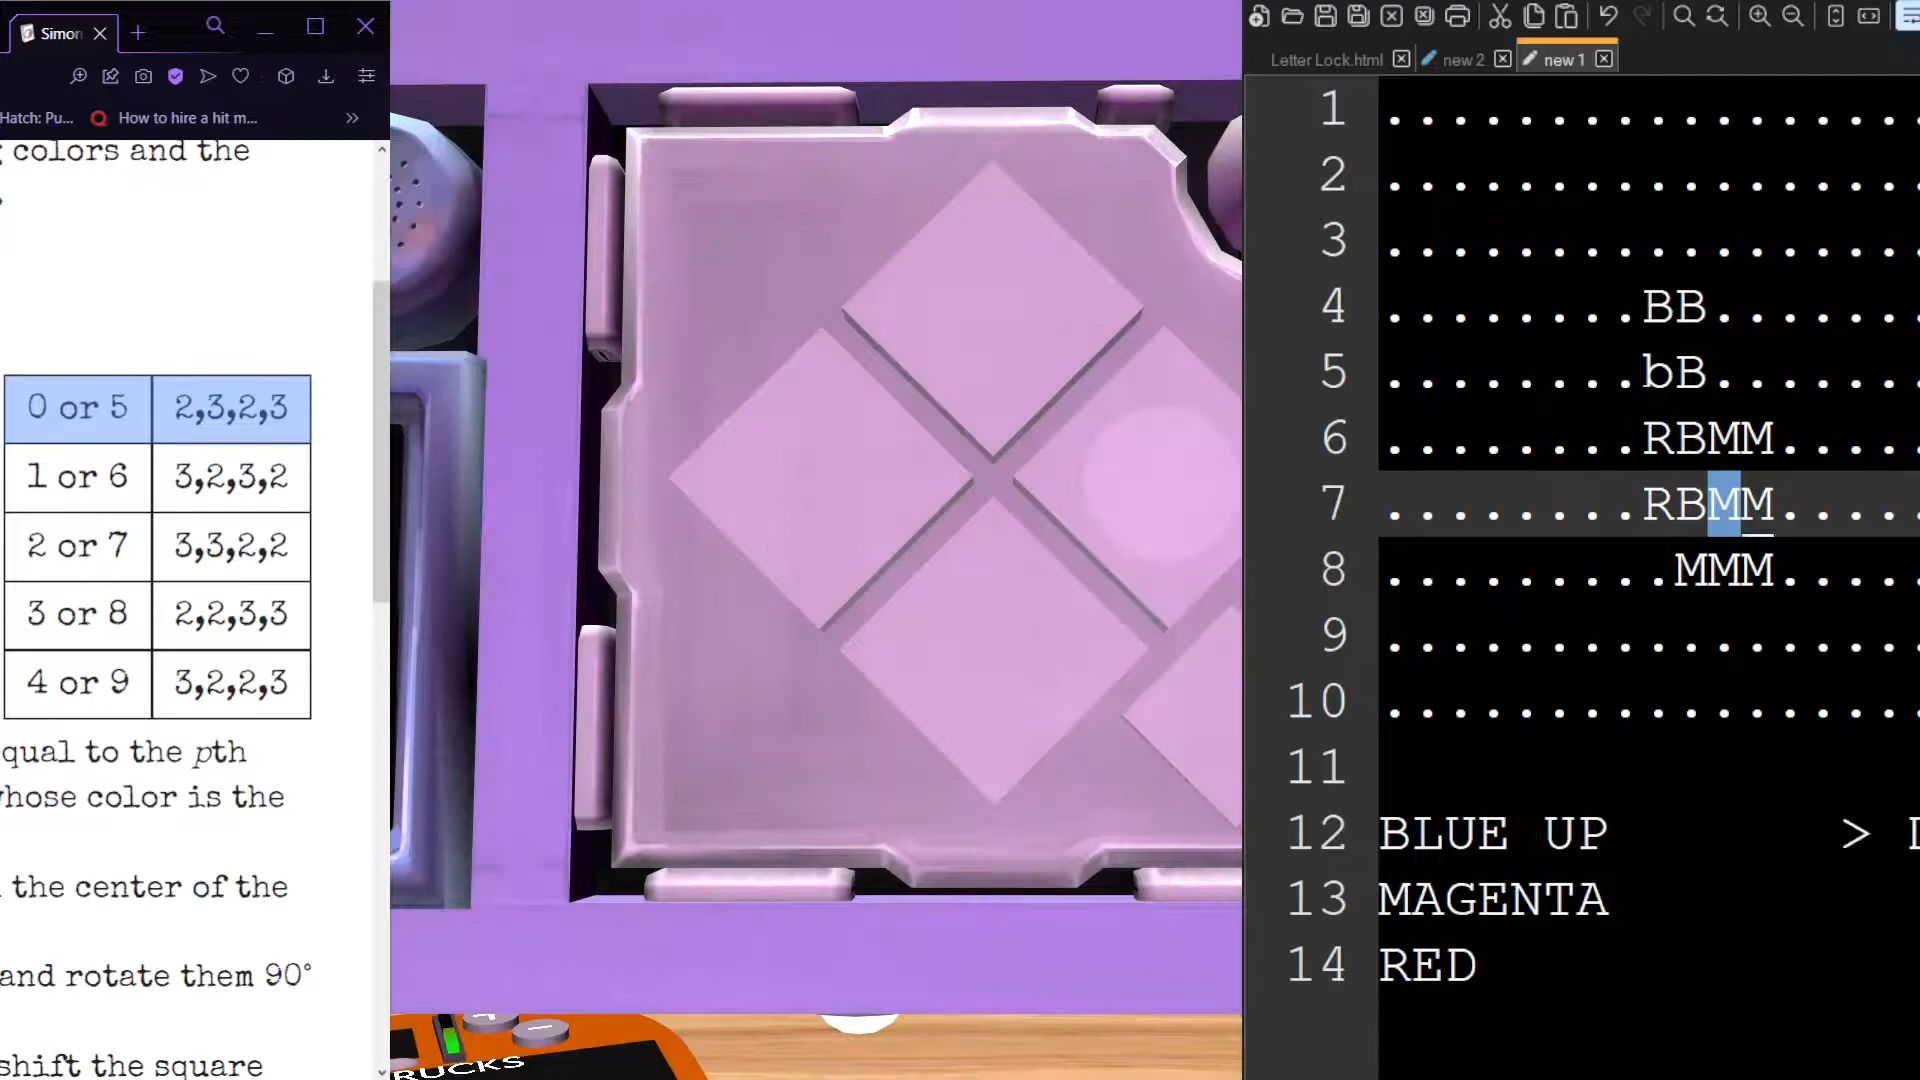 Simon
Hatch: Pu...
How to hire a hit m...
colors and the
0 or 5 2,3,2,3
1 or 6 3,2,3,2
2 or 7 3,3,2,2
3 or 8 2,2,3,3
4 or 9 3,2,2,3
qual to the pth
whose color is the
the center of the
and rotate them 90°
shift the square
RUCKS
Letter Lock.html
new 2
new 1
1 ................
2 ................
3 ................
4 ........BB......
5 ........bB......
6 ........RBMM....
7 ........RBMM....
8 .........MMM....
9 ................
10 ................
11
12 BLUE UP >
13 MAGENTA
14 RED